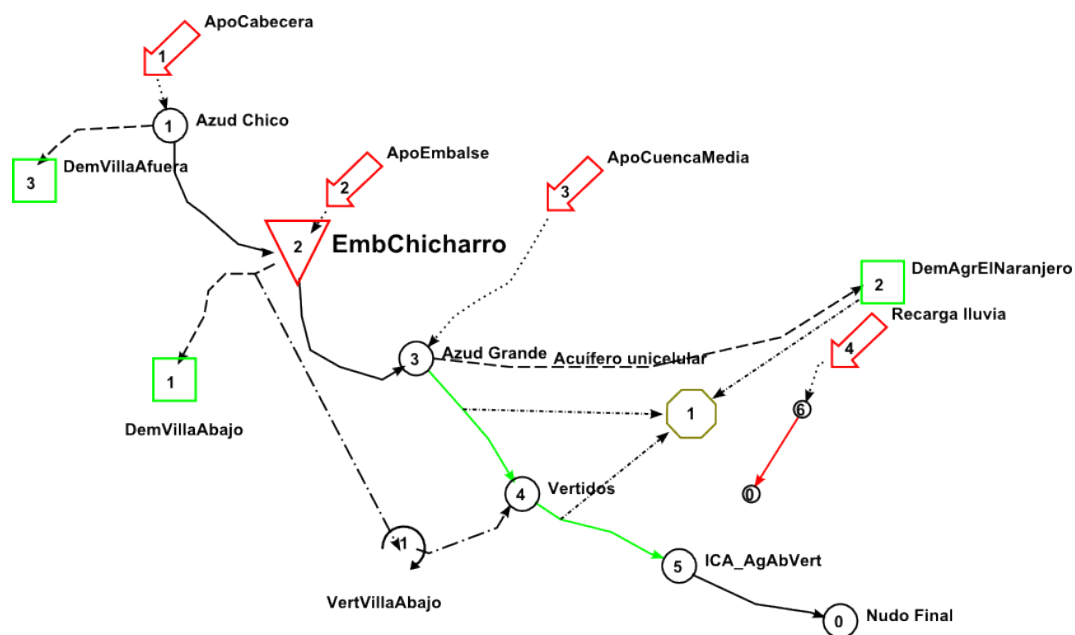 ApoCabecera
1
1
Azud Chico
DemVillaAfuera
3
ApoEmbalse
2
ApoCuencaMedia
3
2
EmbChicharro
DemAgrElNaranjero
2
Recarga lluvia
4
3
Azud Grande
Acuífero unicelular
1
DemVillaAbajo
1
6
0
4
Vertidos
1
VertVillaAbajo
5
ICA_AgAbVert
0
Nudo Final